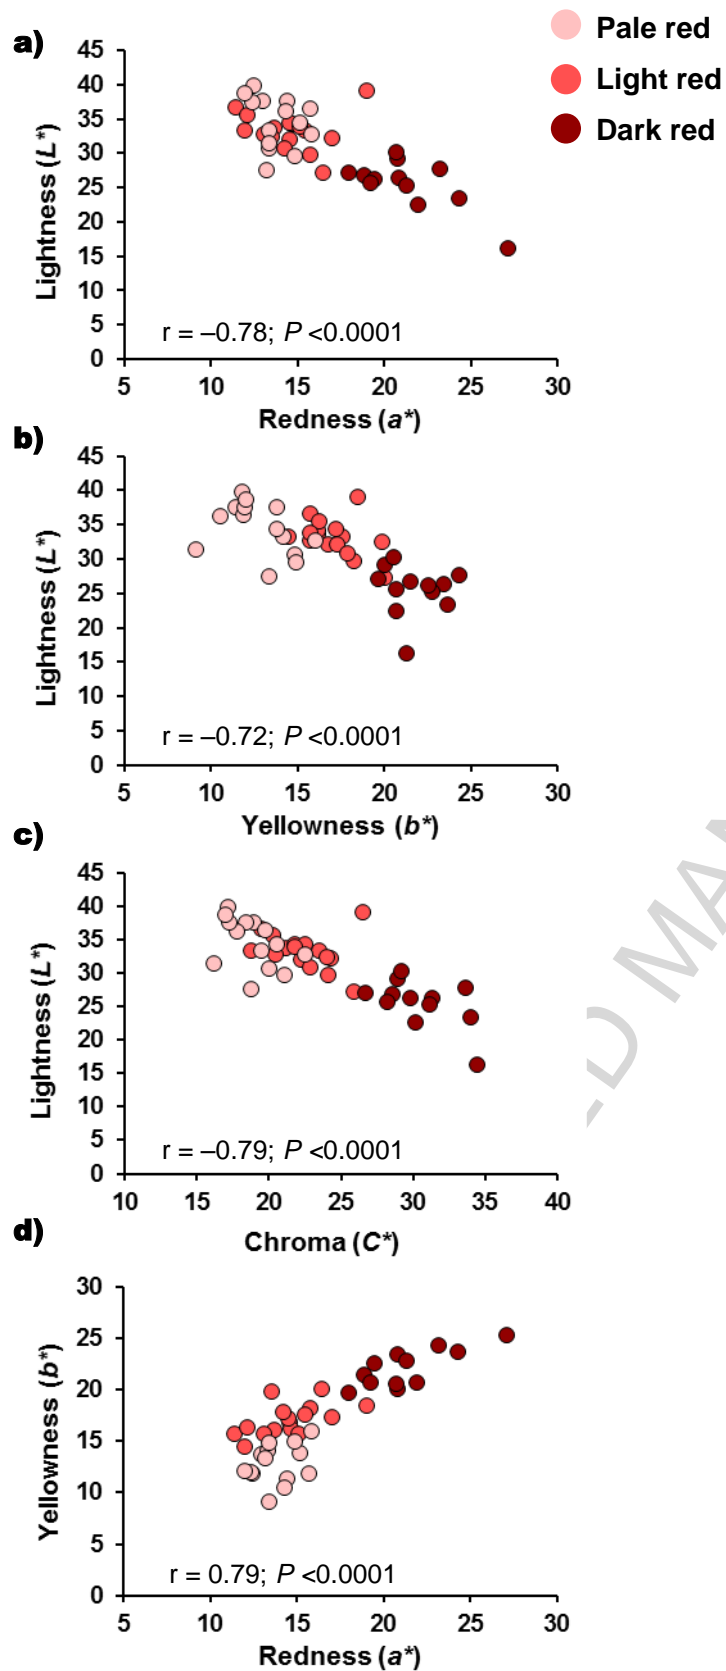 a)
Pale red
Light red
Dark red
45
40
35
30
25
20
15
10
5
0
Lightness (L*)
r = –0.78; P <0.0001
5 10 15 20 25 30
Redness (a*)
b)
45
40
35
30
25
20
15
10
5
0
Lightness (L*)
r = –0.72; P <0.0001
5 10 15 20 25 30
Yellowness (b*)
c)
45
40
35
30
25
20
15
10
5
0
Lightness (L*)
r = –0.79; P <0.0001
10 15 20 25 30 35 40
Chroma (C*)
d)
30
25
20
15
10
5
0
Yellowness (b*)
r = 0.79; P <0.0001
5 10 15 20 25 30
Redness (a*)